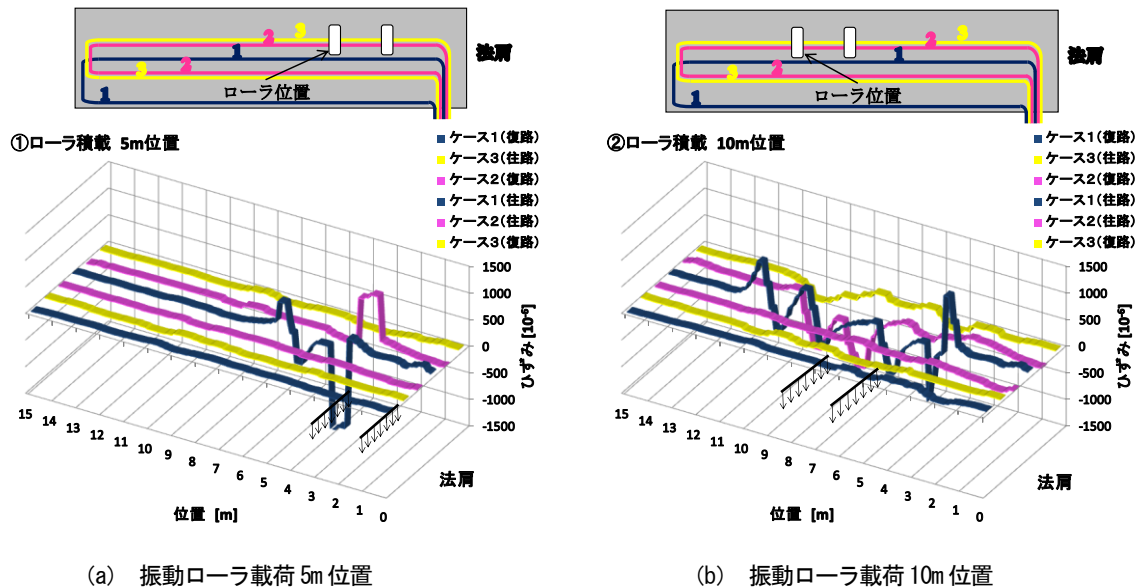 3
2
1
3
2
1
法肩
ローラ位置
①ローラ積載 5m位置
ケース1(復路)
ケース3(往路)
ケース2(復路)
ケース1(往路)
ケース2(往路)
ケース3(復路)
1500
1000
500
0
-500
-1000
-1500
ひずみ [10⁻⁶]
15 14 13 12 11 10 9 8 7 6 5 4 3 2 1 0
位置 [m]
法肩
(a) 振動ローラ載荷 5m 位置
3
2
1
3
2
1
法肩
ローラ位置
②ローラ積載 10m位置
ケース1(復路)
ケース3(往路)
ケース2(復路)
ケース1(往路)
ケース2(往路)
ケース3(復路)
1500
1000
500
0
-500
-1000
-1500
ひずみ [10⁻⁶]
15 14 13 12 11 10 9 8 7 6 5 4 3 2 1 0
位置 [m]
法肩
(b) 振動ローラ載荷 10m 位置